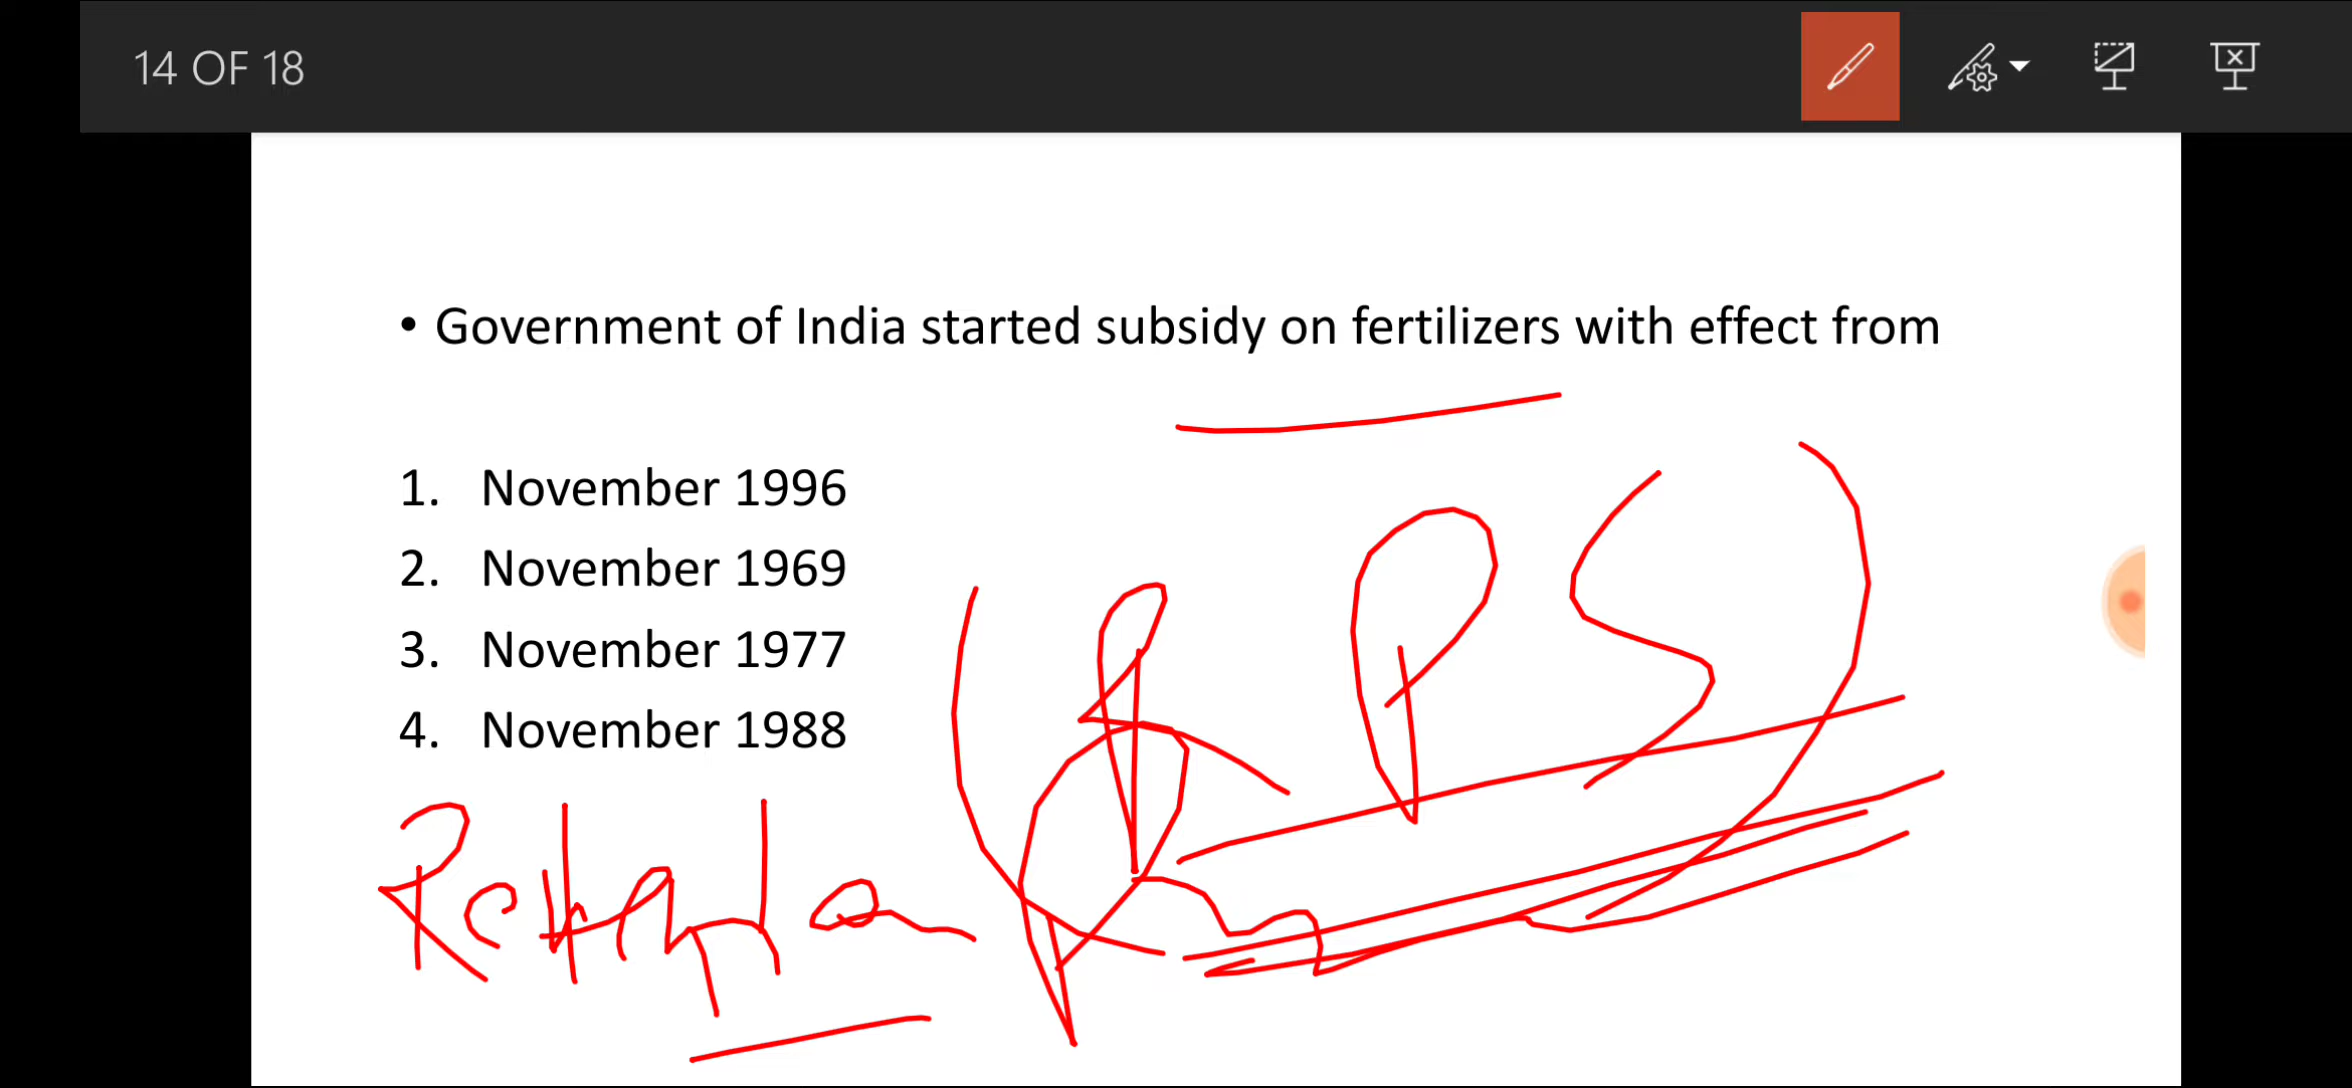 14 OF 18
• Government of India started subsidy on fertilizers with effect from
1. November 1996
2. November 1969
3. November 1977
4. November 1988
RPS